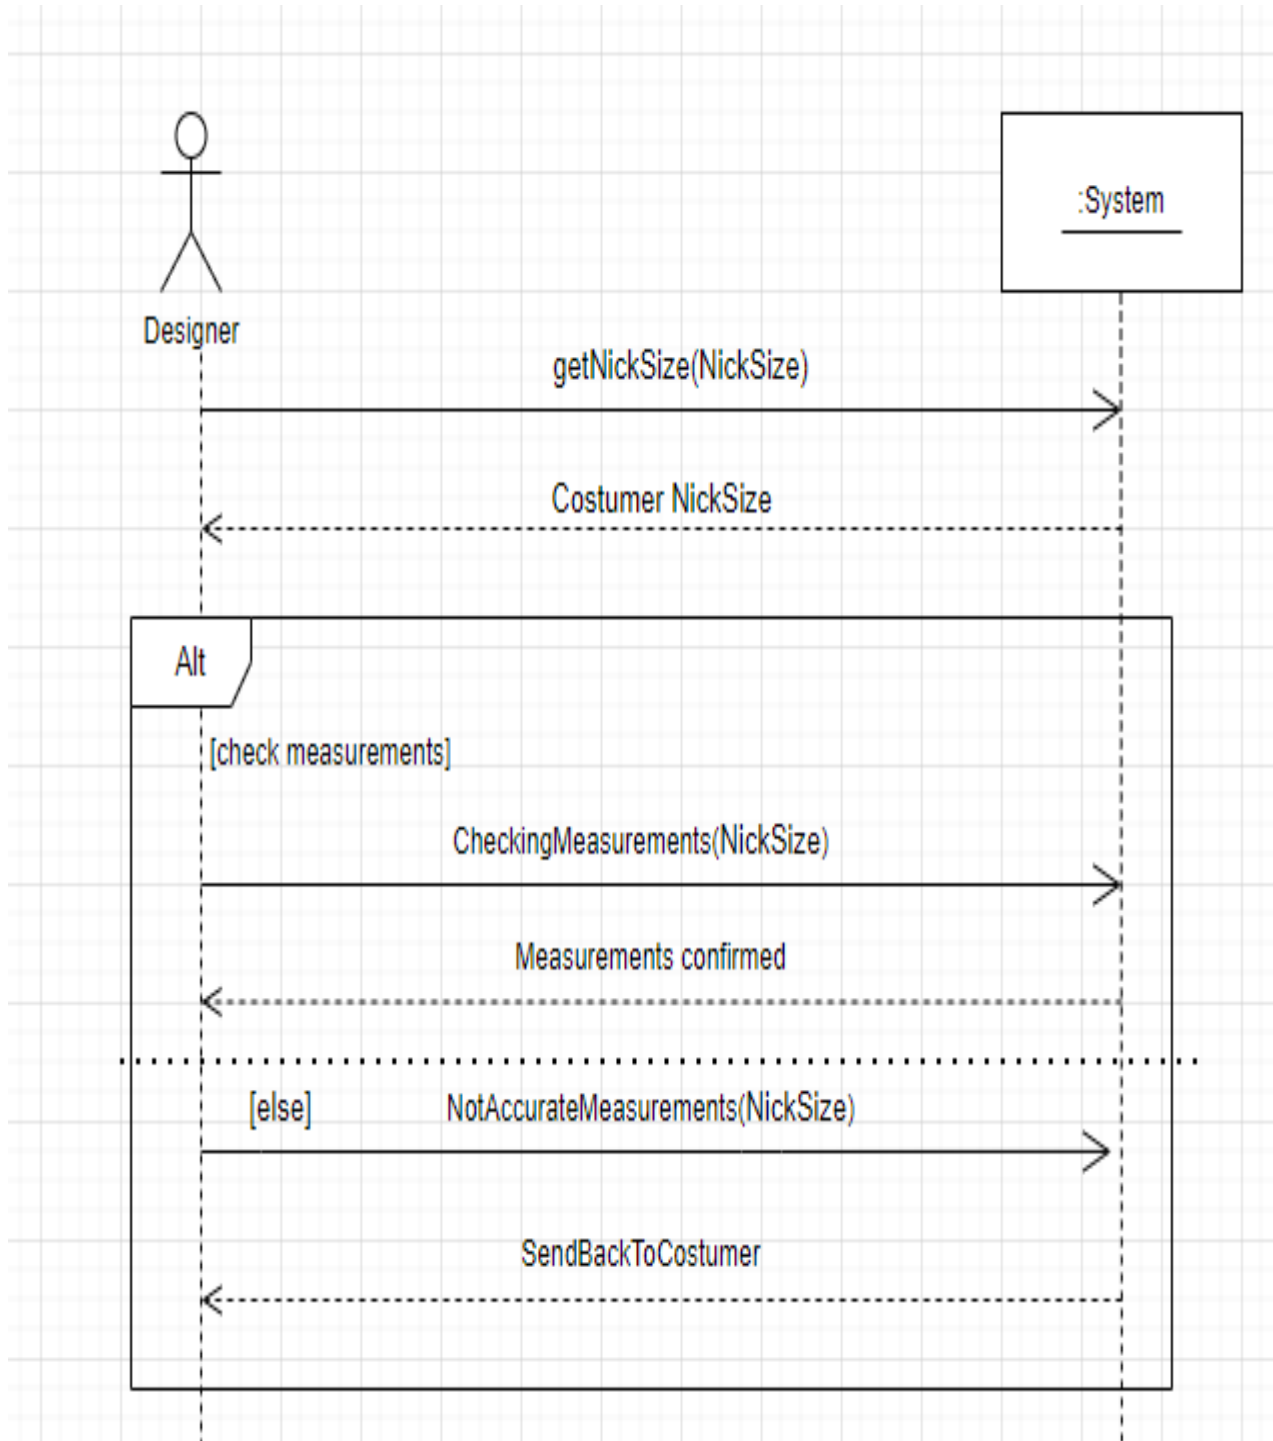 :System
Designer
getNickSize(NickSize)
Costumer NickSize
Alt
[check measurements]
CheckingMeasurements(NickSize)
Measurements confirmed
[else] NotAccurateMeasurements(NickSize)
SendBackToCostumer